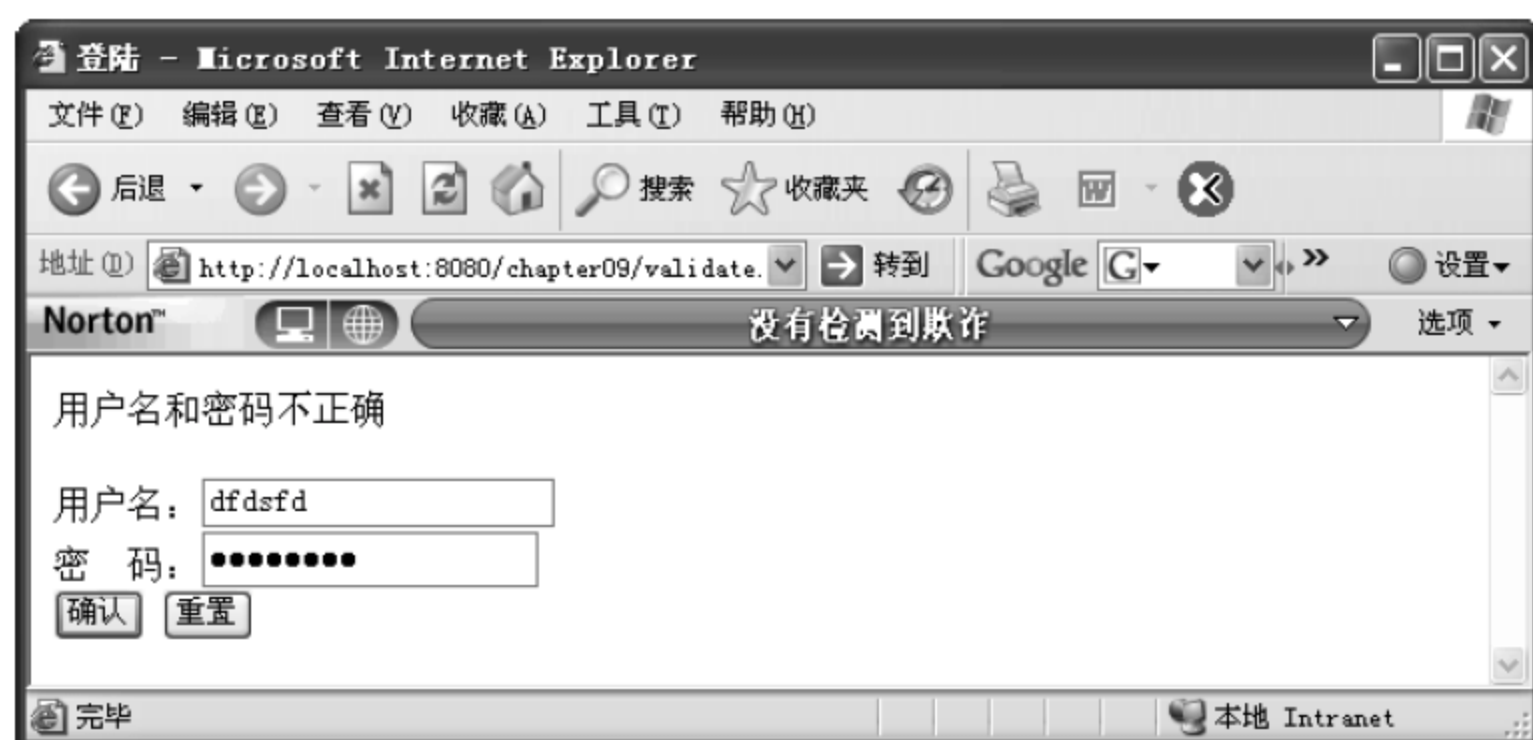 登陆 - Microsoft Internet Explorer
文件(F) 编辑(E) 查看(V) 收藏(A) 工具(T) 帮助(H)
后退 搜索 收藏夹
地址(D) http://localhost:8080/chapter09/validate. 转到 Google G 设置
Norton™ 没有检测到欺诈 选项
用户名和密码不正确
用户名: dfdsfd
密 码: ●●●●●●●●
确认 重置
完毕 本地 Intranet